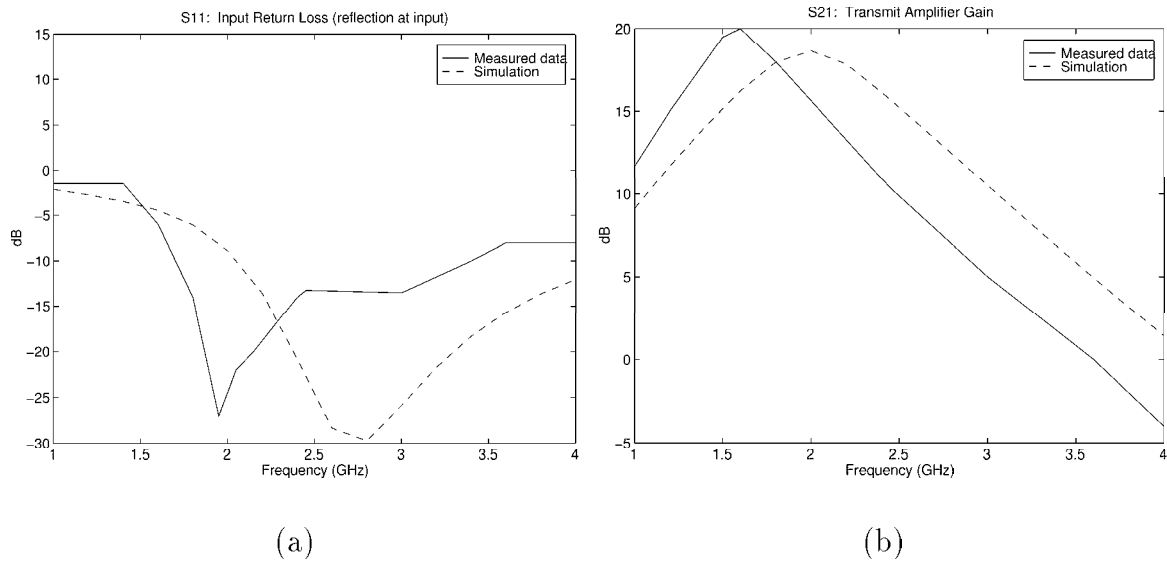 S11: Input Return Loss (reflection at input)
15
10
5
0
−5
−10
−15
−20
−25
−30
dB
Measured data
Simulation
1
1.5
2
2.5
3
3.5
4
Frequency (GHz)
(a)
S21: Transmit Amplifier Gain
20
15
10
5
0
−5
dB
Measured data
Simulation
1
1.5
2
2.5
3
3.5
4
Frequency (GHz)
(b)